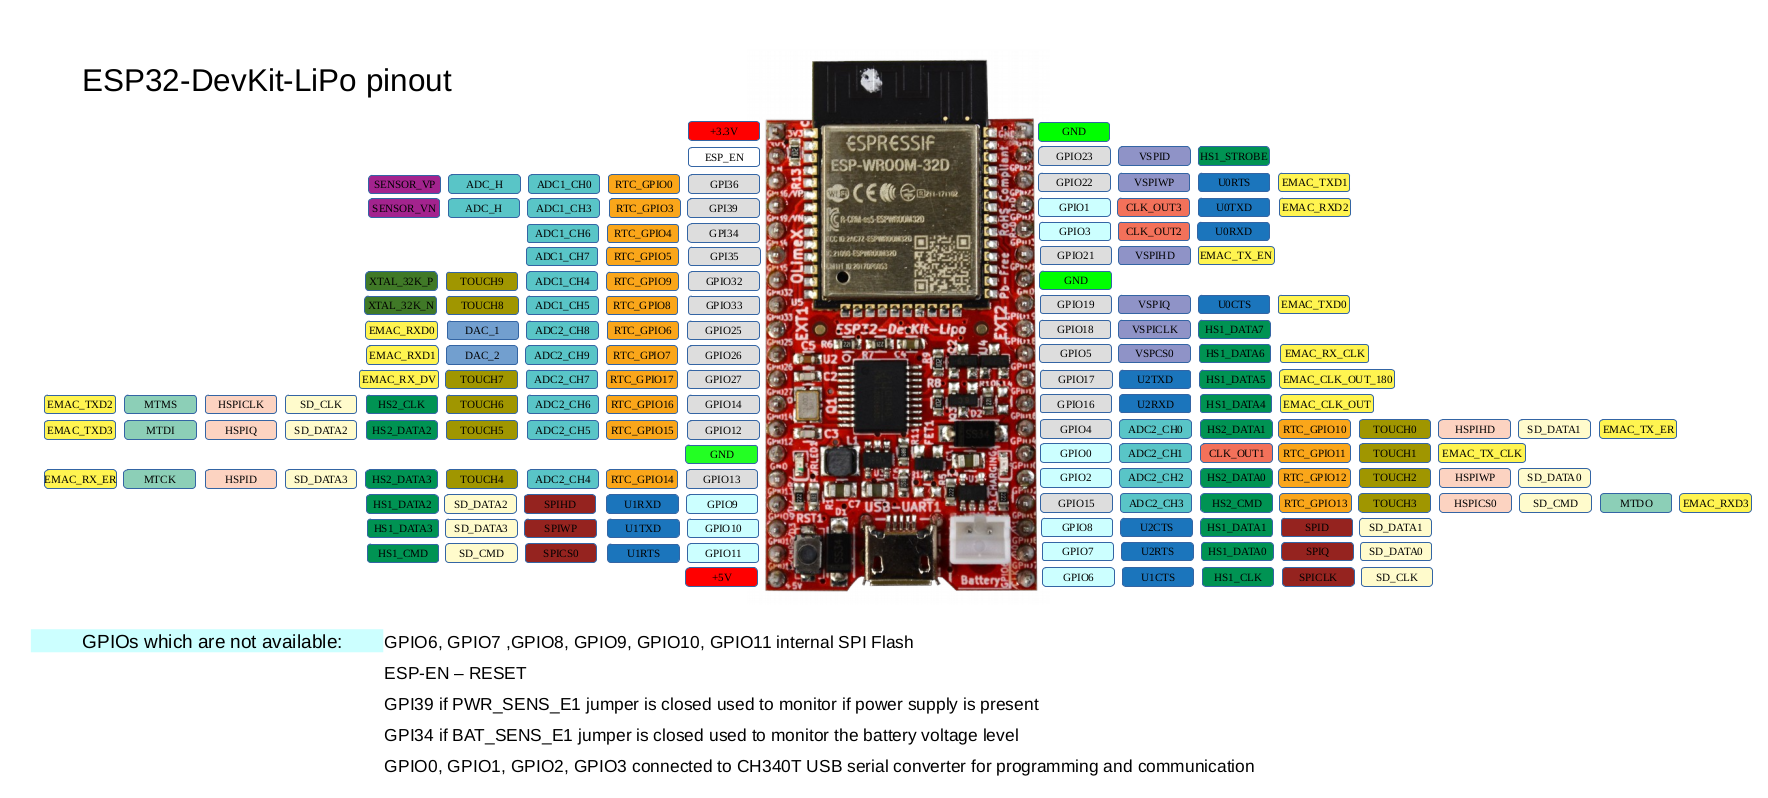 ESP32-DevKit-LiPo pinout
+3.3V GND
ESP_EN GPIO23 VSPID HS1_STROBE
SENSOR_VP ADC_H ADC1_CH0 RTC_GPIO0 GPI36 GPIO22 VSPIWP U0RTS EMAC_TXD1
SENSOR_VN ADC_H ADC1_CH3 RTC_GPIO3 GPI39 GPIO1 CLK_OUT3 U0TXD EMAC_RXD2
ADC1_CH6 RTC_GPIO4 GPI34 GPIO3 CLK_OUT2 U0RXD
ADC1_CH7 RTC_GPIO5 GPI35 GPIO21 VSPIHD EMAC_TX_EN
XTAL_32K_P TOUCH9 ADC1_CH4 RTC_GPIO9 GPIO32 GND
XTAL_32K_N TOUCH8 ADC1_CH5 RTC_GPIO8 GPIO33 GPIO19 VSPIQ U0CTS EMAC_TXD0
EMAC_RXD0 DAC_1 ADC2_CH8 RTC_GPIO6 GPIO25 GPIO18 VSPICLK HS1_DATA7
EMAC_RXD1 DAC_2 ADC2_CH9 RTC_GPIO7 GPIO26 GPIO5 VSPCS0 HS1_DATA6 EMAC_RX_CLK
EMAC_RX_DV TOUCH7 ADC2_CH7 RTC_GPIO17 GPIO27 GPIO17 U2TXD HS1_DATA5 EMAC_CLK_OUT_180
EMAC_TXD2 MTMS HSPICLK SD_CLK HS2_CLK TOUCH6 ADC2_CH6 RTC_GPIO16 GPIO14 GPIO16 U2RXD HS1_DATA4 EMAC_CLK_OUT
EMAC_TXD3 MTDI HSPIQ SD_DATA2 HS2_DATA2 TOUCH5 ADC2_CH5 RTC_GPIO15 GPIO12 GPIO4 ADC2_CH0 HS2_DATA1 RTC_GPIO10 TOUCH0 HSPIHD SD_DATA1 EMAC_TX_ER
GND GPIO0 ADC2_CH1 CLK_OUT1 RTC_GPIO11 TOUCH1 EMAC_TX_CLK
EMAC_RX_ER MTCK HSPID SD_DATA3 HS2_DATA3 TOUCH4 ADC2_CH4 RTC_GPIO14 GPIO13 GPIO2 ADC2_CH2 HS2_DATA0 RTC_GPIO12 TOUCH2 HSPIWP SD_DATA0
HS1_DATA2 SD_DATA2 SPIHD U1RXD GPIO9 GPIO15 ADC2_CH3 HS2_CMD RTC_GPIO13 TOUCH3 HSPICS0 SD_CMD MTDO EMAC_RXD3
HS1_DATA3 SD_DATA3 SPIWP U1TXD GPIO10 GPIO8 U2CTS HS1_DATA1 SPID SD_DATA1
HS1_CMD SD_CMD SPICS0 U1RTS GPIO11 GPIO7 U2RTS HS1_DATA0 SPIQ SD_DATA0
+5V GPIO6 U1CTS HS1_CLK SPICLK SD_CLK
ESPRESSIF
ESP-WROOM-32D
ESP32-DevKit-Lipo
OLimeX
EXT1
EXT2
USB-UART1
RST1
Battery
GPIOs which are not available: GPIO6, GPIO7 ,GPIO8, GPIO9, GPIO10, GPIO11 internal SPI Flash
ESP-EN – RESET
GPI39 if PWR_SENS_E1 jumper is closed used to monitor if power supply is present
GPI34 if BAT_SENS_E1 jumper is closed used to monitor the battery voltage level
GPIO0, GPIO1, GPIO2, GPIO3 connected to CH340T USB serial converter for programming and communication